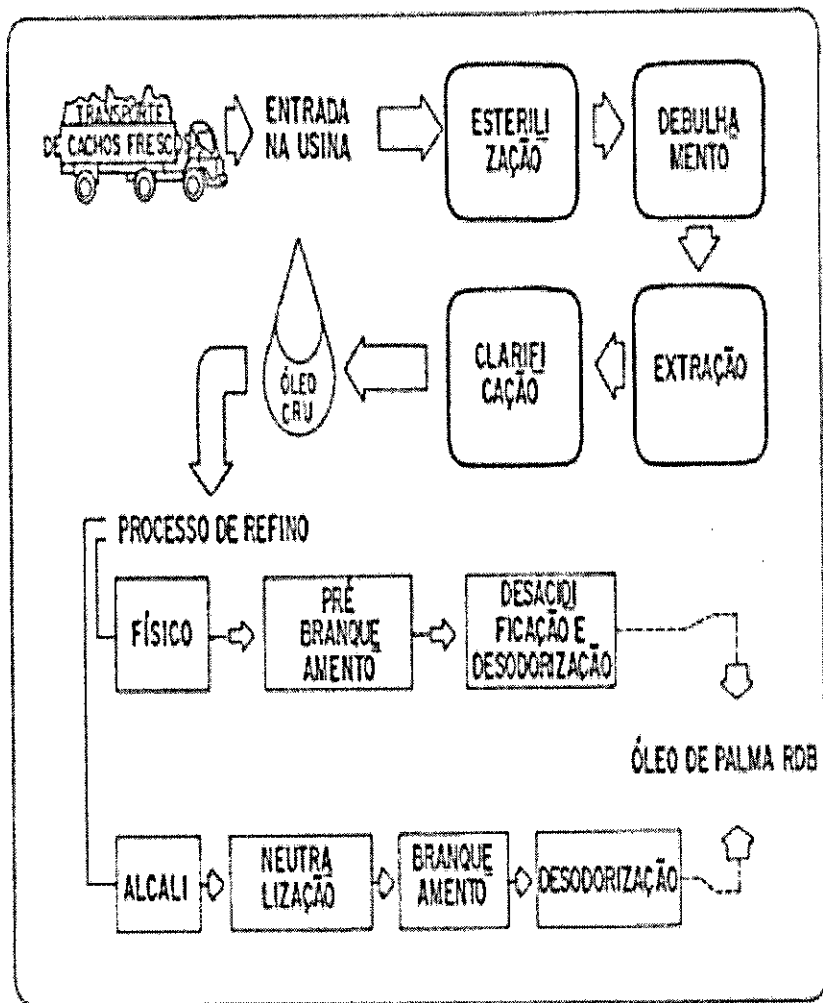 TRANSPORTE
DE CACHOS FRESCOS
ENTRADA
NA USINA
ESTERILI
ZAÇÃO
DEBULHA
MENTO
EXTRAÇÃO
CLARIFI
CAÇÃO
ÓLEO
CRU
PROCESSO DE REFINO
FÍSICO
PRÉ
BRANQUE
AMENTO
DESACIDI
FICAÇÃO E
DESODORIZAÇÃO
ÓLEO DE PALMA RDB
ALCALI
NEUTRA
LIZAÇÃO
BRANQUE
AMENTO
DESODORIZAÇÃO